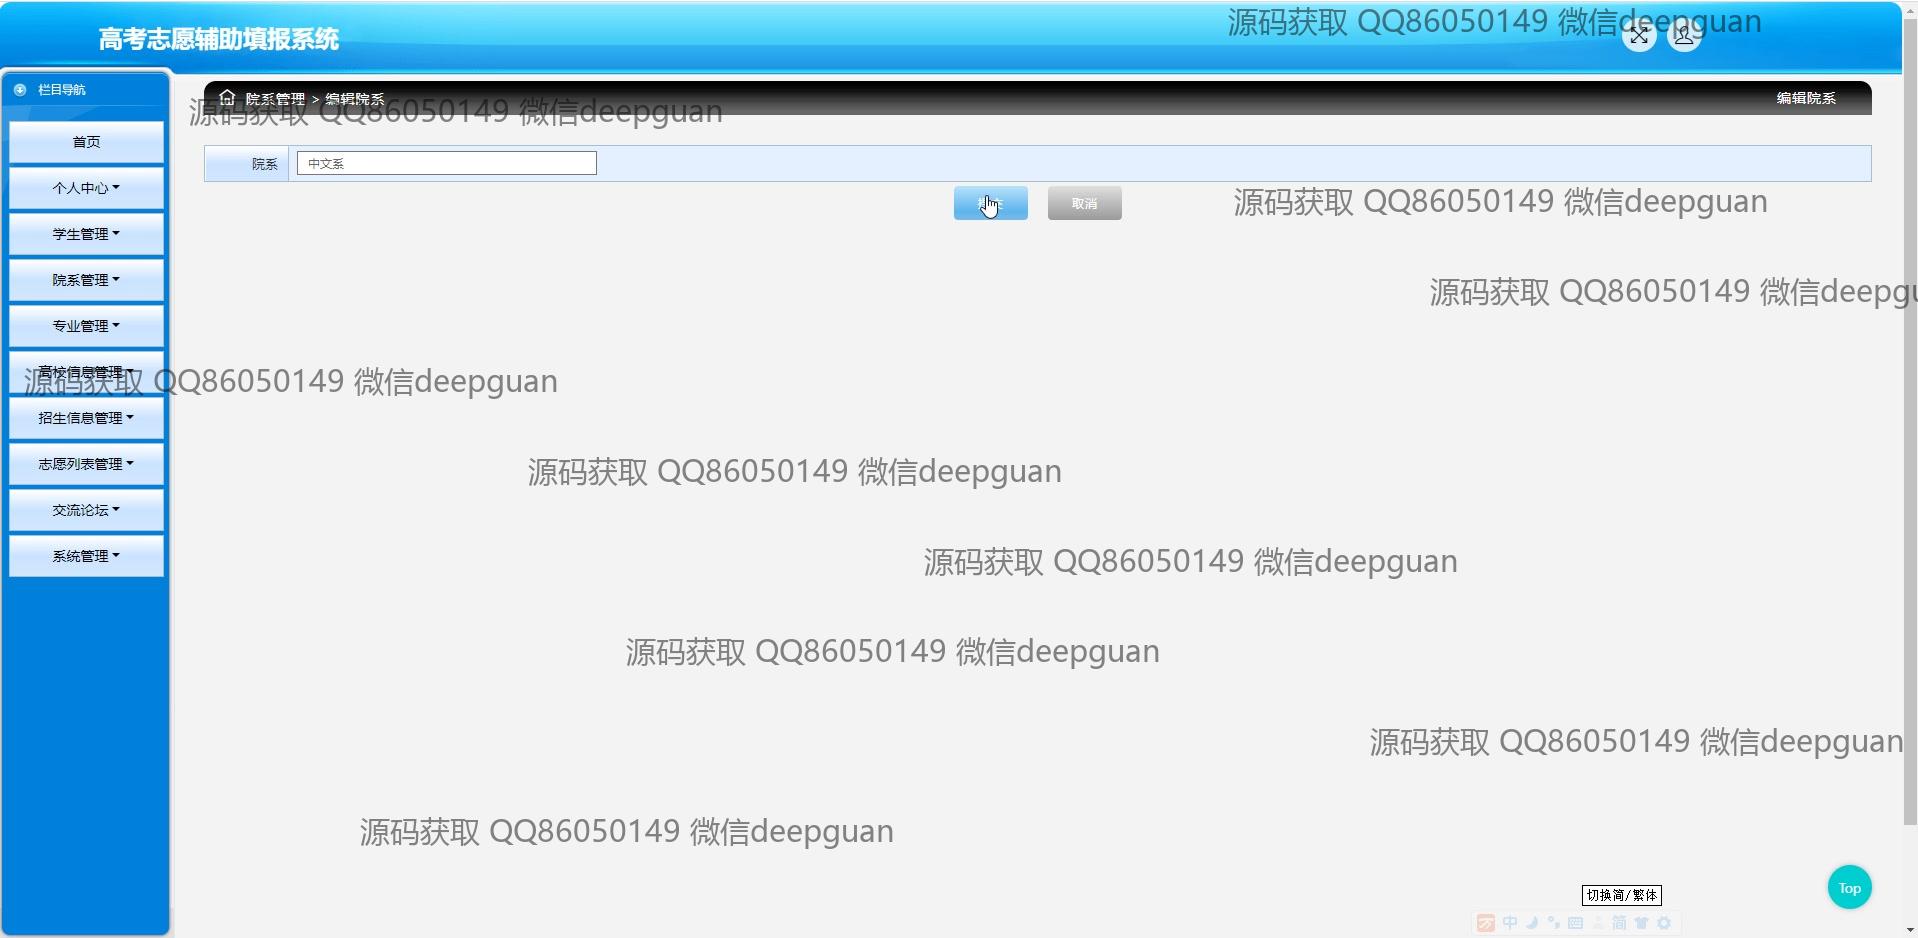 源码获取 QQ86050149 微信deepguan
高考志愿辅助填报系统
栏目导航
院系管理 > 编辑院系
编辑院系
源码获取 QQ86050149 微信deepguan
首页
院系
中文系
个人中心
取消
源码获取 QQ86050149 微信deepguan
学生管理
院系管理
源码获取 QQ86050149 微信deepgu
专业管理
高校信息管理
源码获取 QQ86050149 微信deepguan
招生信息管理
志愿列表管理
源码获取 QQ86050149 微信deepguan
交流论坛
系统管理
源码获取 QQ86050149 微信deepguan
源码获取 QQ86050149 微信deepguan
源码获取 QQ86050149 微信deepguan
源码获取 QQ86050149 微信deepguan
Top
切换简/繁体
中
简